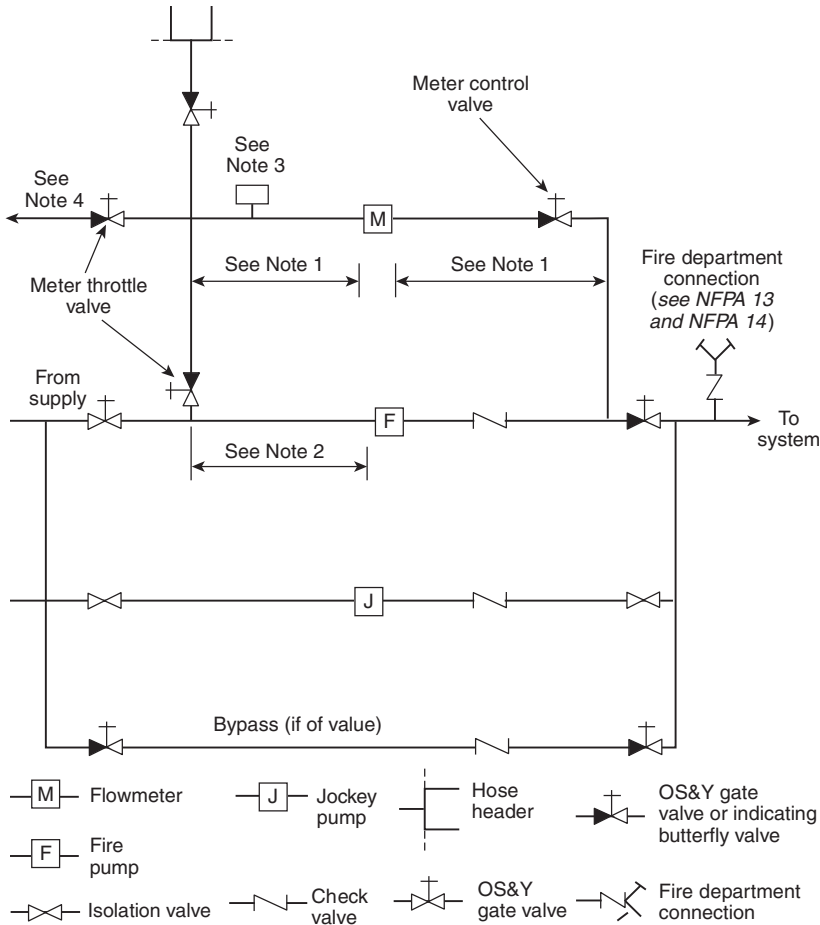 Meter control
valve
See
Note 3
See
Note 4
M
See Note 1
See Note 1
Meter throttle
valve
Fire department
connection
(see NFPA 13
and NFPA 14)
From
supply
F
To
system
See Note 2
J
Bypass (if of value)
M Flowmeter
J Jockey
pump
Hose
header
OS&Y gate
valve or indicating
butterfly valve
F Fire
pump
Isolation valve
Check
valve
OS&Y
gate valve
Fire department
connection